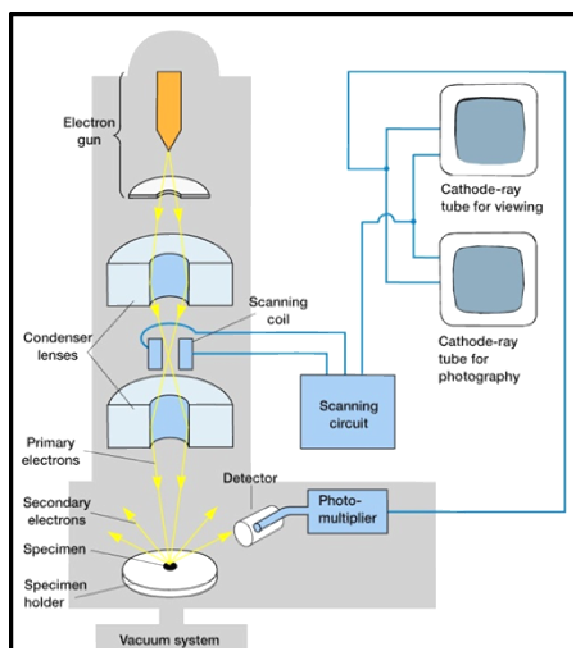 Electron
gun
Cathode-ray
tube for viewing
Scanning
coil
Condenser
lenses
Cathode-ray
tube for
photography
Scanning
circuit
Primary
electrons
Detector
Photo-
multiplier
Secondary
electrons
Specimen
Specimen
holder
Vacuum system